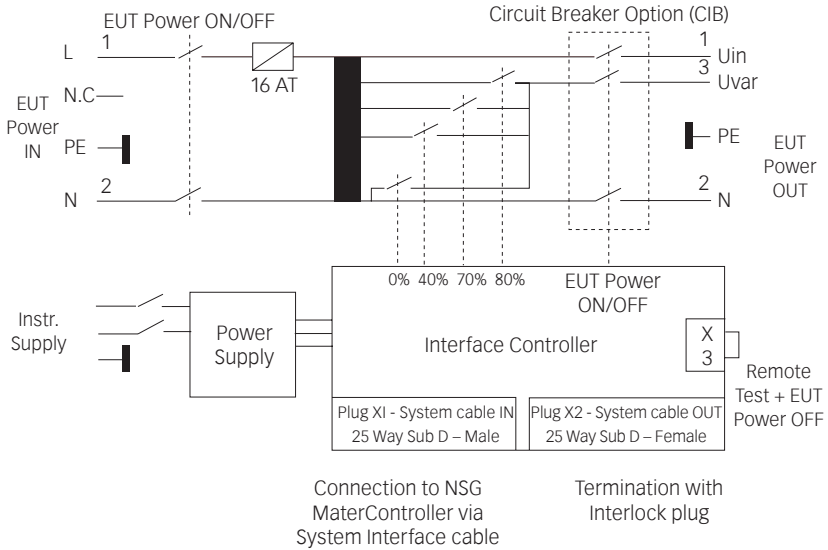 EUT Power ON/OFF
Circuit Breaker Option (CIB)
L
1
16 AT
1
Uin
3
Uvar
N.C
EUT
Power
IN
PE
PE
EUT
Power
OUT
N
2
2
N
0% 40% 70% 80%
EUT Power
ON/OFF
Instr.
Supply
Power
Supply
Interface Controller
X
3
Remote
Test + EUT
Power OFF
Plug XI - System cable IN
25 Way Sub D – Male
Plug X2 - System cable OUT
25 Way Sub D – Female
Connection to NSG
MaterController via
System Interface cable
Termination with
Interlock plug